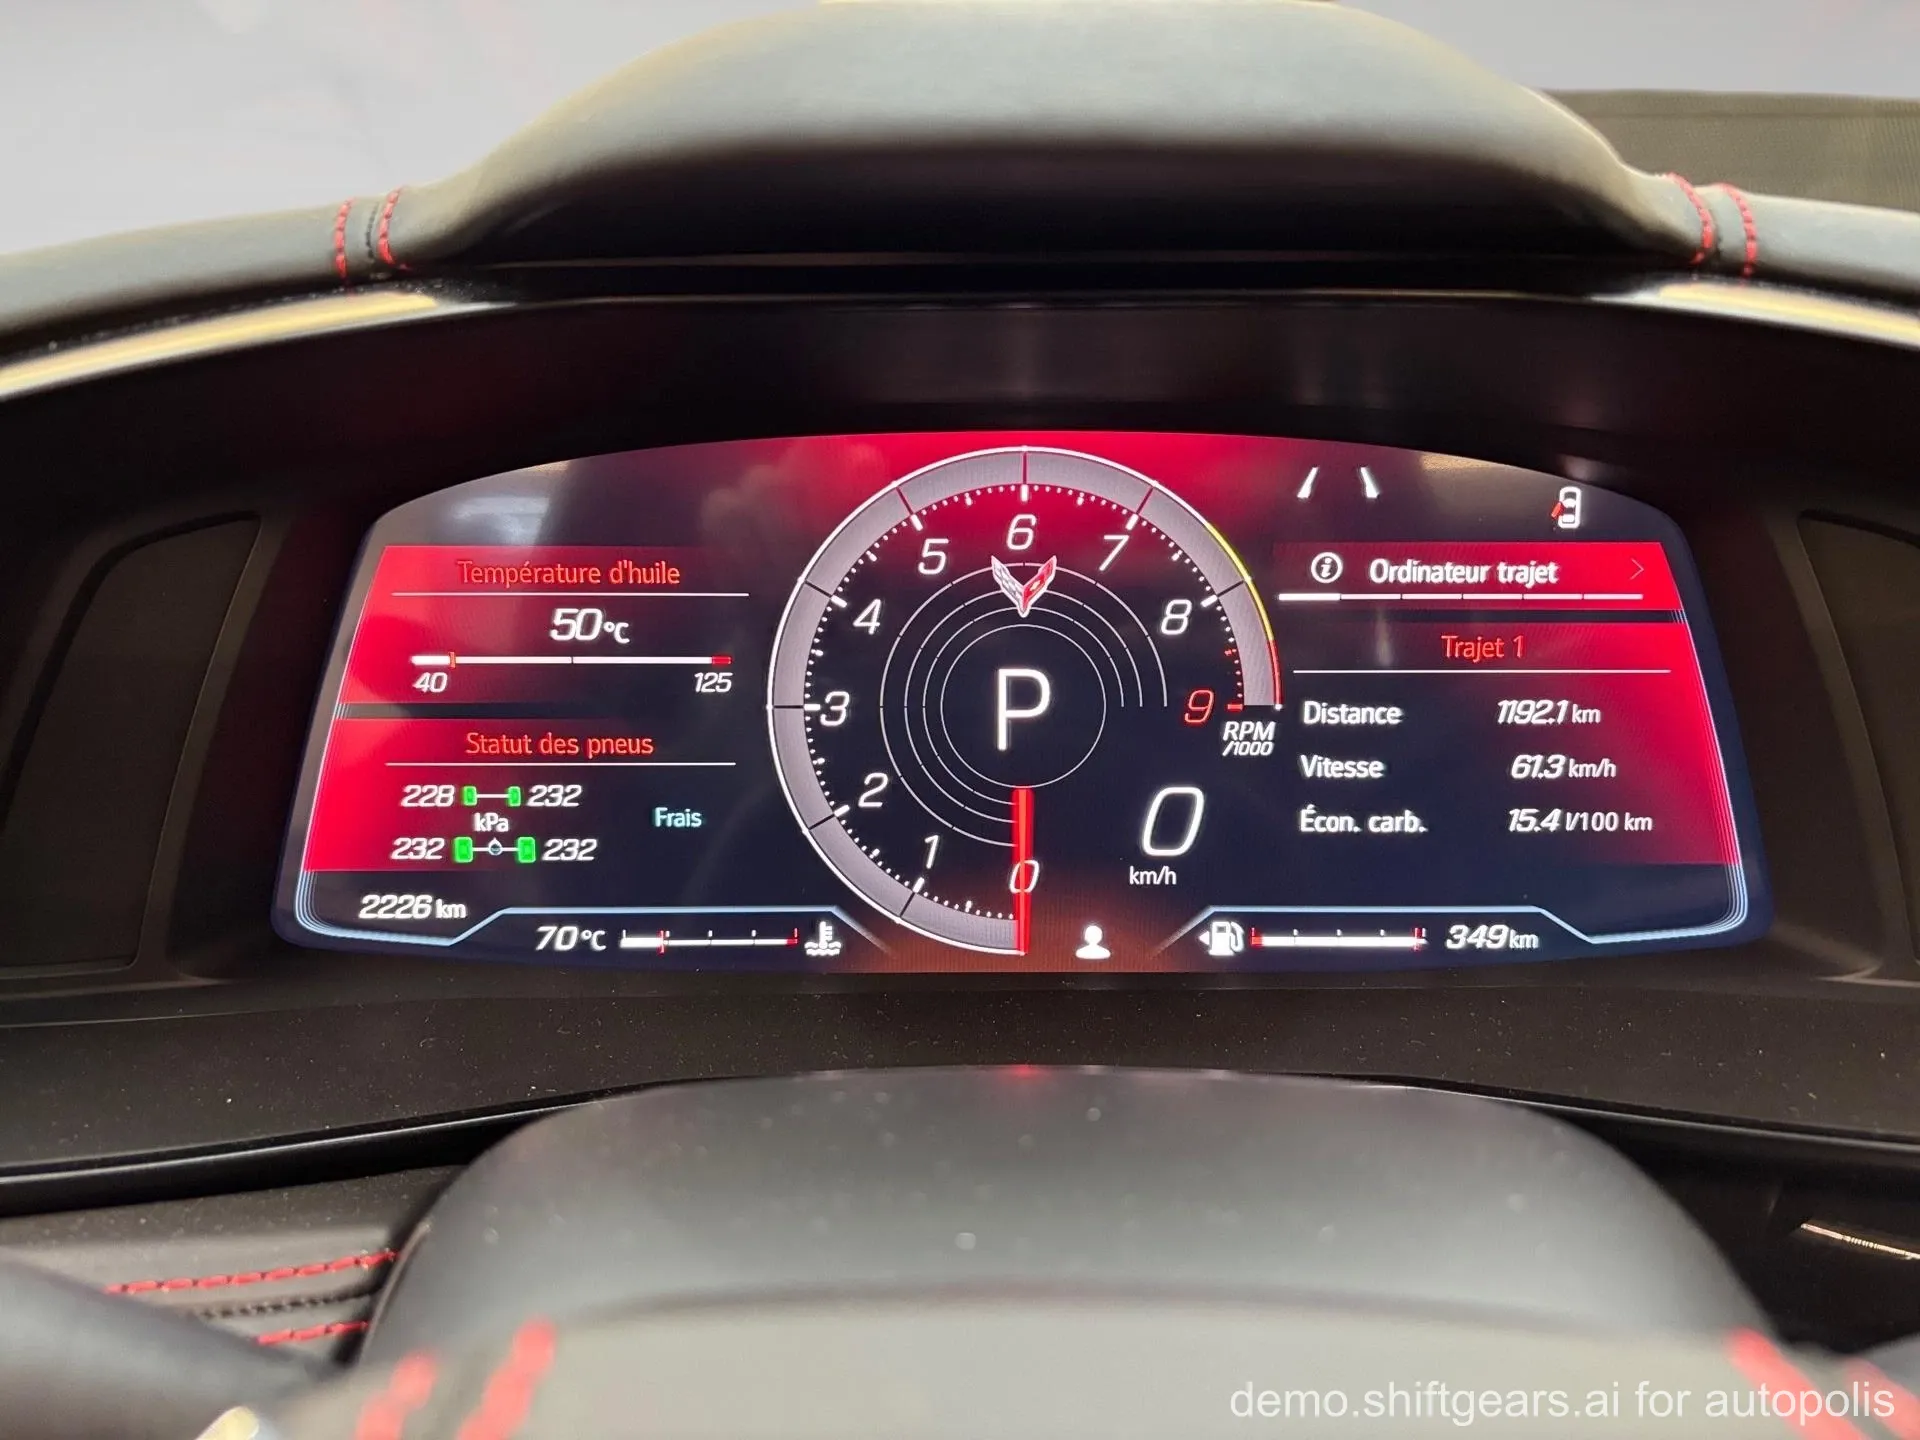 Température d'huile
50°C
40 125
Statut des pneus
228 232
kPa
Frais
232 232
2226 km
70°C
0 1 2 3 4 5 6 7 8 9
RPM
/1000
P
0
km/h
Ordinateur trajet
Trajet 1
Distance 1192.1 km
Vitesse 61.3 km/h
Écon. carb. 15.4 l/100 km
349 km
demo.shiftgears.ai for autopolis